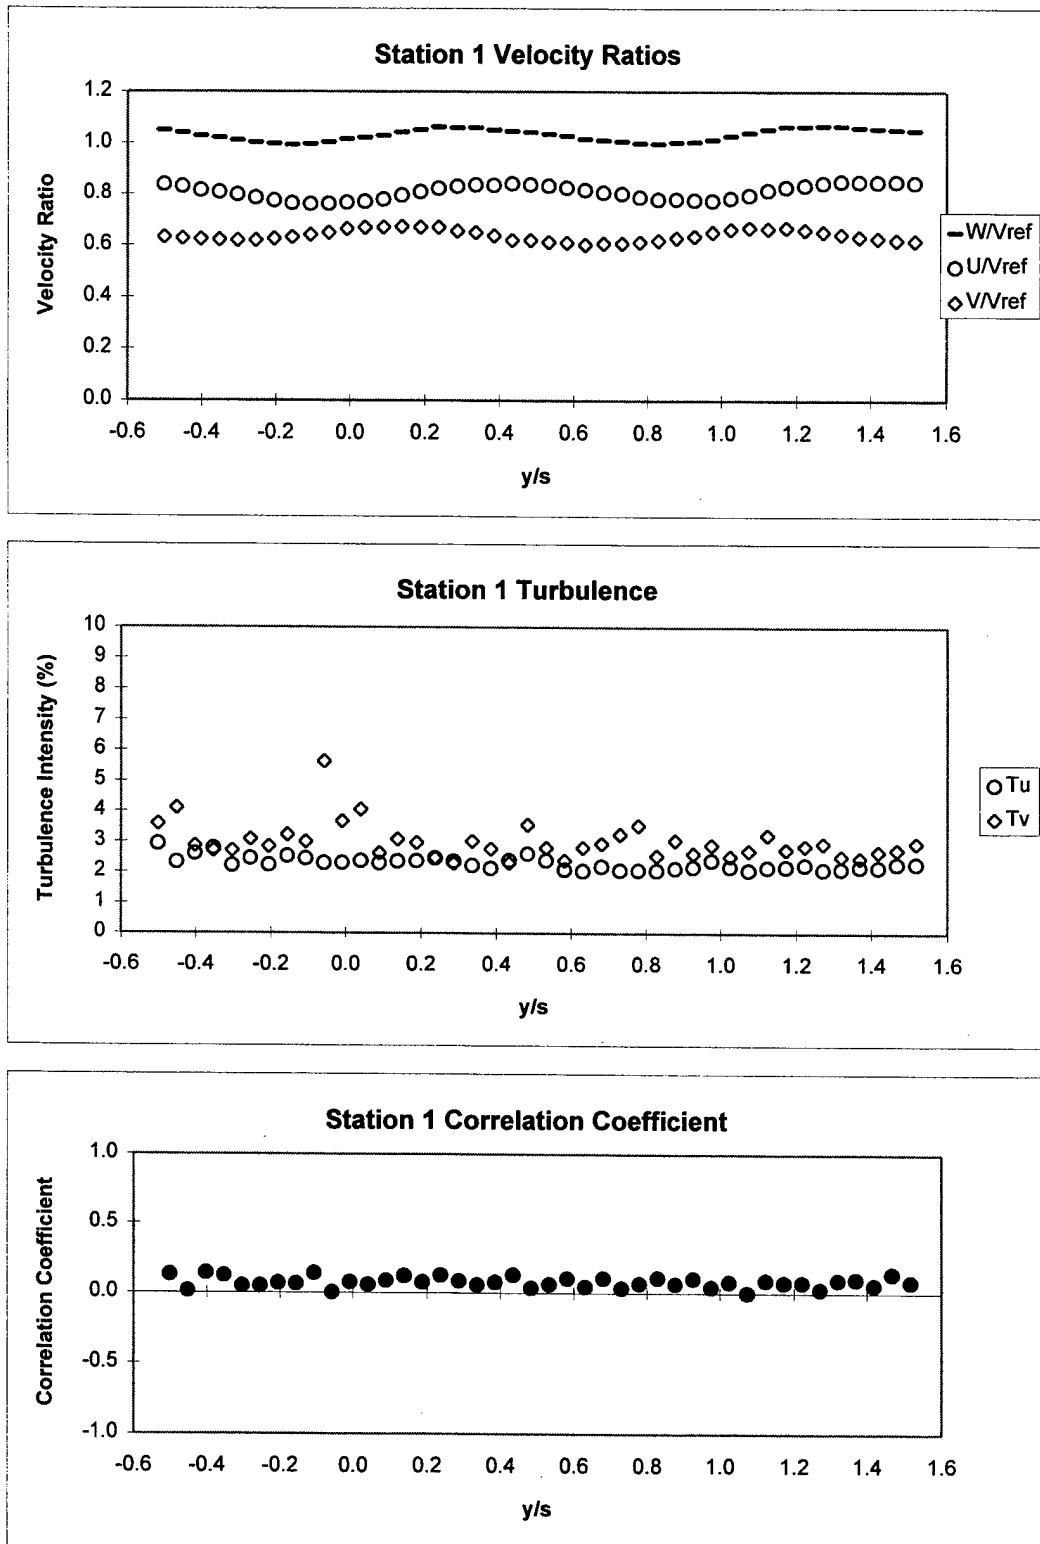 Station 1 Velocity Ratios
1.2
1.0
0.8
0.6
0.4
0.2
0.0
Velocity Ratio
-0.6 -0.4 -0.2 0.0 0.2 0.4 0.6 0.8 1.0 1.2 1.4 1.6
y/s
W/Vref
U/Vref
V/Vref
Station 1 Turbulence
10
9
8
7
6
5
4
3
2
1
0
Turbulence Intensity (%)
-0.6 -0.4 -0.2 0.0 0.2 0.4 0.6 0.8 1.0 1.2 1.4 1.6
y/s
Tu
Tv
Station 1 Correlation Coefficient
1.0
0.5
0.0
-0.5
-1.0
Correlation Coefficient
-0.6 -0.4 -0.2 0.0 0.2 0.4 0.6 0.8 1.0 1.2 1.4 1.6
y/s